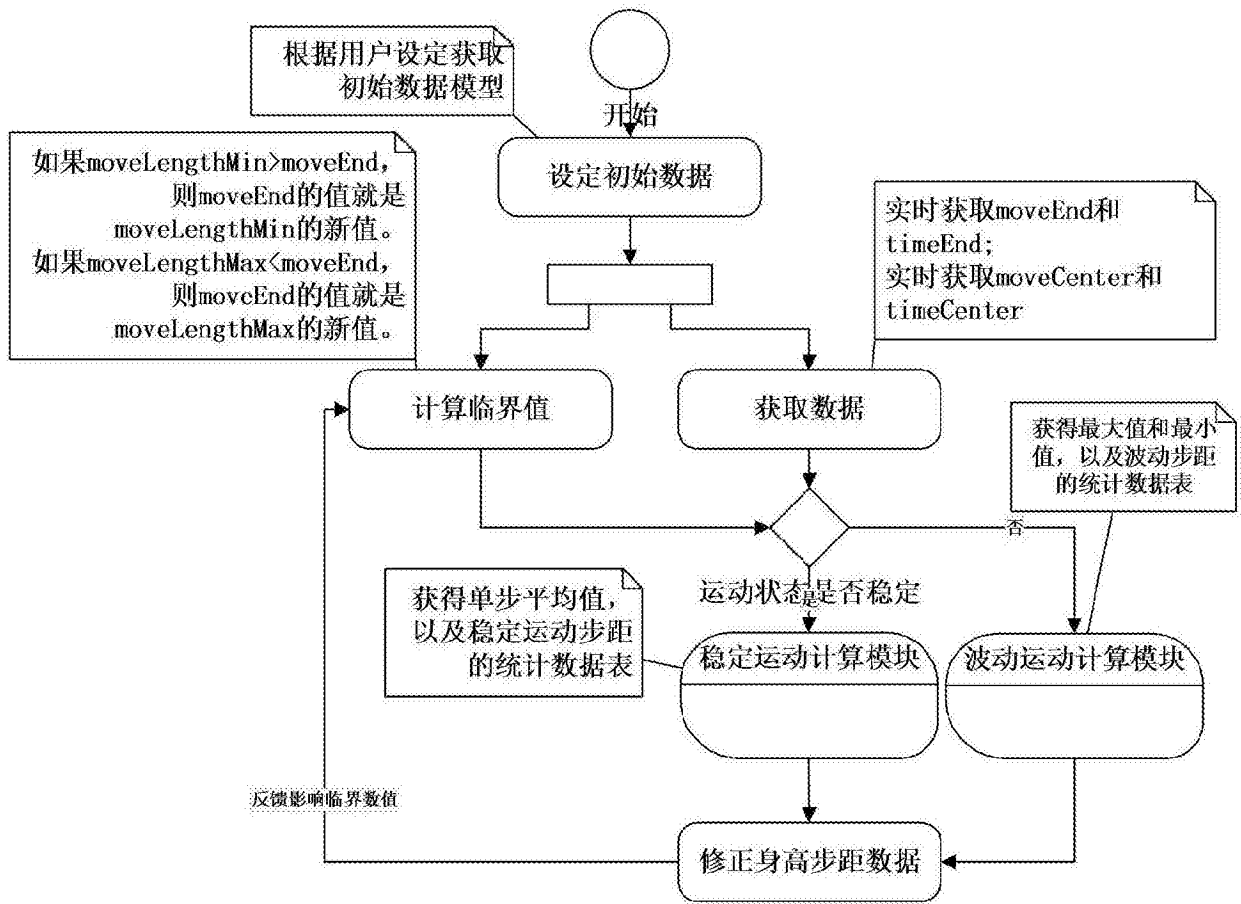 根据用户设定获取
初始数据模型
开始
设定初始数据
如果moveLengthMin>moveEnd,
则moveEnd的值就是
moveLengthMin的新值。
如果moveLengthMax<moveEnd,
则moveEnd的值就是
moveLengthMax的新值。
实时获取moveEnd和
timeEnd;
实时获取moveCenter和
timeCenter
计算临界值
获取数据
获得最大值和最小
值，以及波动步距
的统计数据表
否
运动状态是否稳定
是
获得单步平均值，
以及稳定运动步距
的统计数据表
稳定运动计算模块
波动运动计算模块
反馈影响临界数值
修正身高步距数据